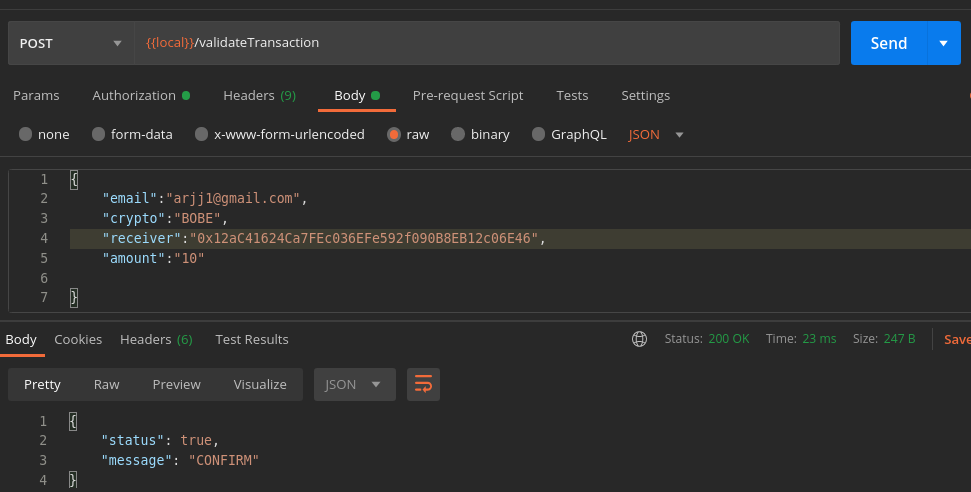 POST {{local}}/validateTransaction Send
Params Authorization Headers (9) Body Pre-request Script Tests Settings
none form-data x-www-form-urlencoded raw binary GraphQL JSON
1 {
2 "email":"arjj1@gmail.com",
3 "crypto":"BOBE",
4 "receiver":"0x12aC41624Ca7FEc036EFe592f090B8EB12c06E46",
5 "amount":"10"
6
7 }
Body Cookies Headers (6) Test Results Status: 200 OK Time: 23 ms Size: 247 B Save
Pretty Raw Preview Visualize JSON
1 {
2 "status": true,
3 "message": "CONFIRM"
4 }